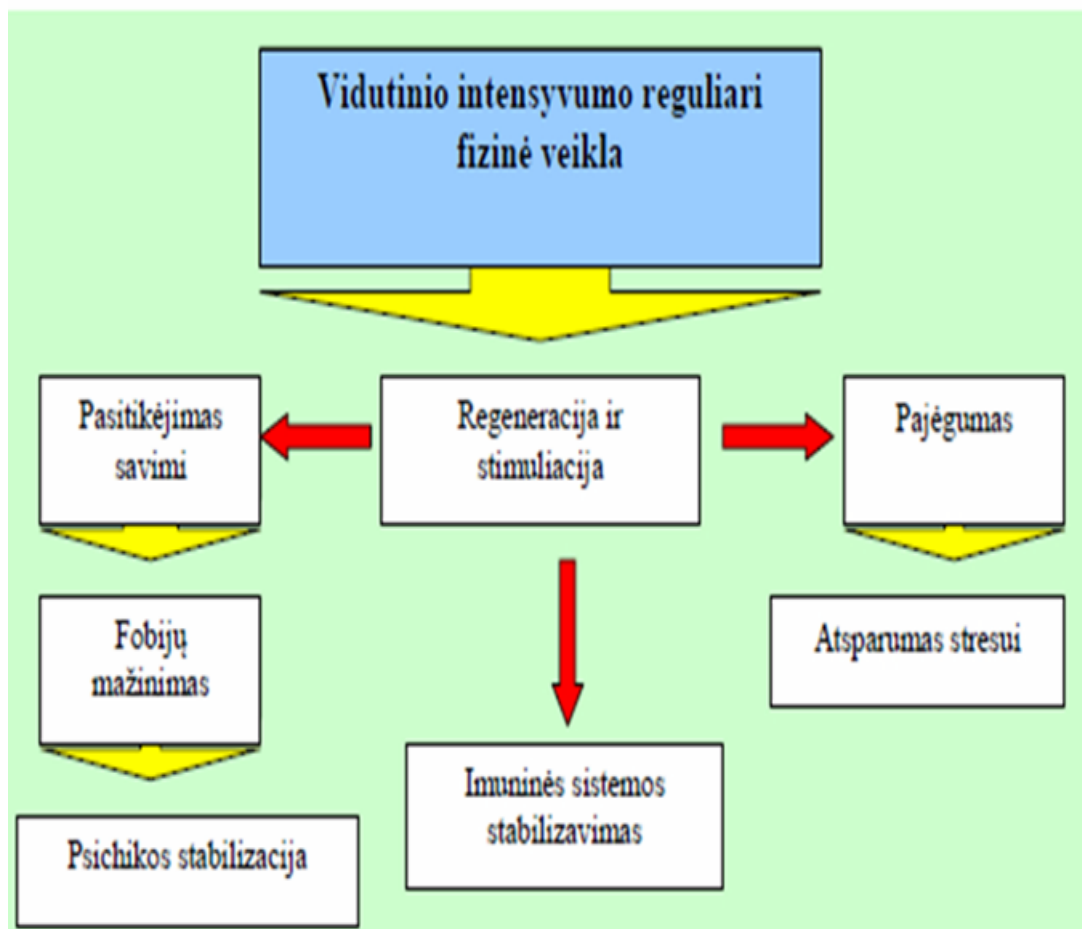 Vidutinio intensyvumo reguliari
fizinė veikla
Pasitikėjimas
savimi
Regeneracija ir
stimuliacija
Pajėgumas
Fobijų
mažinimas
Atsparumas stresui
Imuninės sistemos
stabilizavimas
Psichikos stabilizacija